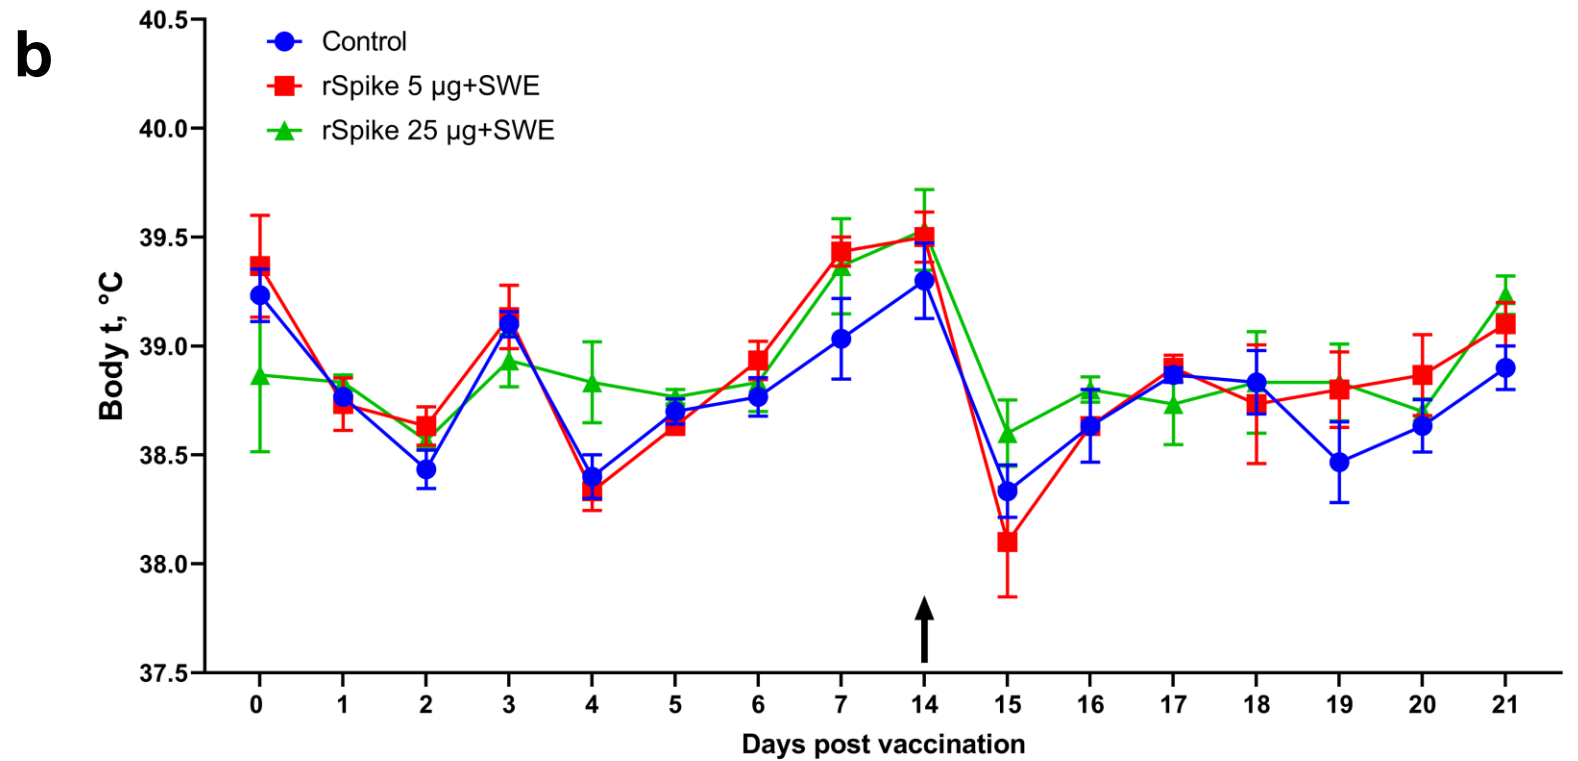 b
Control
rSpike 5 µg+SWE
rSpike 25 µg+SWE
Body t, °C
40.5
40.0
39.5
39.0
38.5
38.0
37.5
0 1 2 3 4 5 6 7 14 15 16 17 18 19 20 21
Days post vaccination